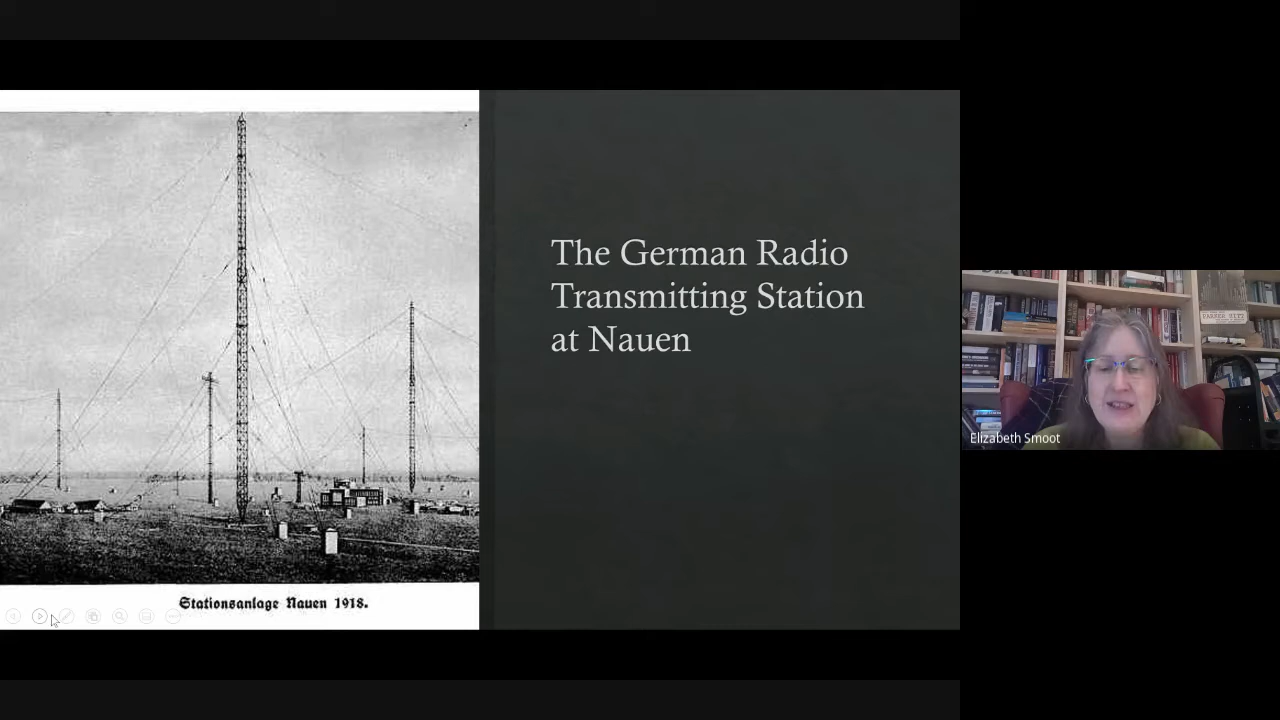 The German Radio
Transmitting Station
at Nauen
Stationsanlage Nauen 1918.
Elizabeth Smoot